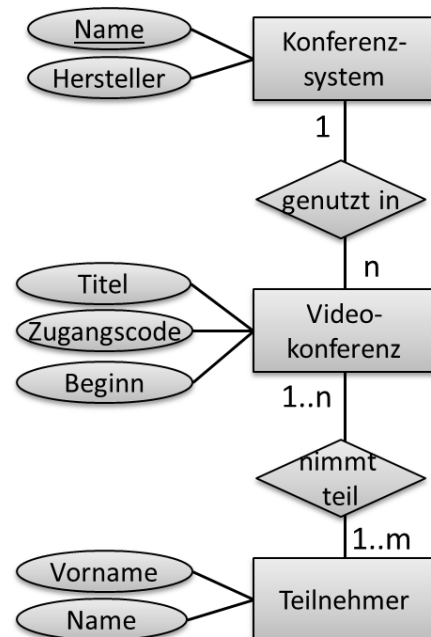 Name
Hersteller
Konferenz-
system
1
genutzt in
n
Titel
Zugangscode
Beginn
Video-
konferenz
1..n
nimmt
teil
1..m
Vorname
Name
Teilnehmer